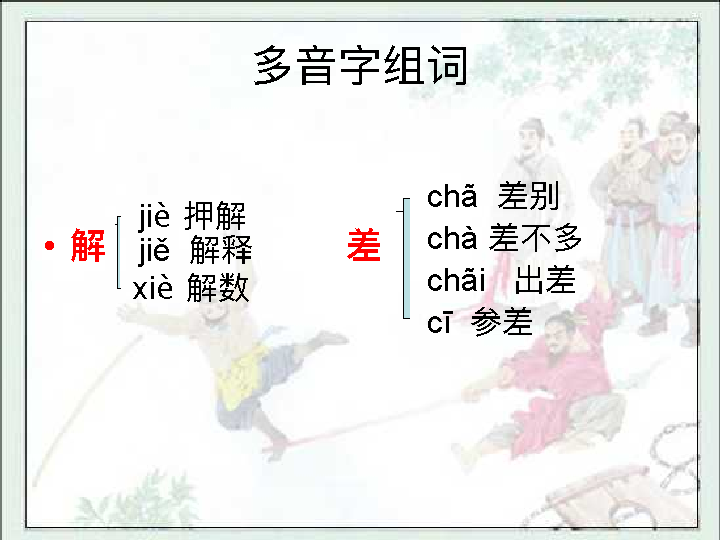 多音字组词
• 解
jiè 押解
jiě 解释
xiè 解数
差
chã 差别
chà 差不多
chãi 出差
cī 参差